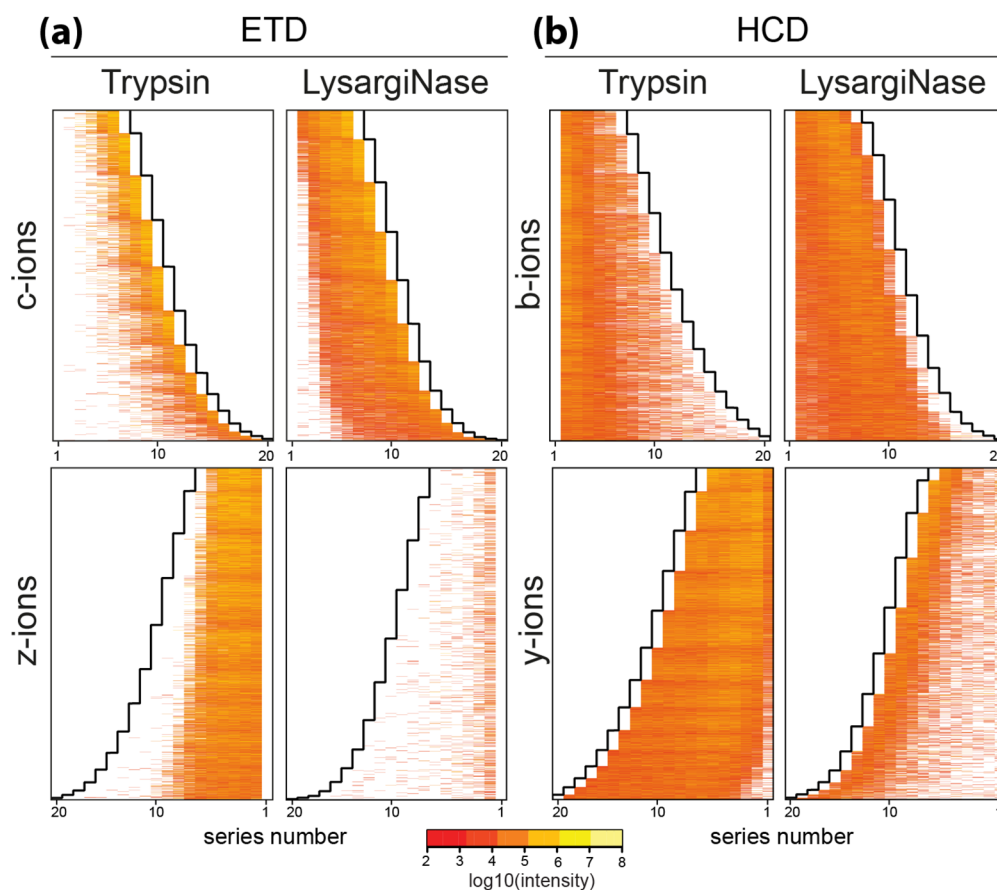 (a) ETD (b) HCD
Trypsin LysargiNase Trypsin LysargiNase
c-ions b-ions
1 10 20 1 10 20 1 10 20 1 10 2
z-ions y-ions
20 10 1 20 10 1 20 10 1 20 10 1
series number series number
2 3 4 5 6 7 8
log10(intensity)